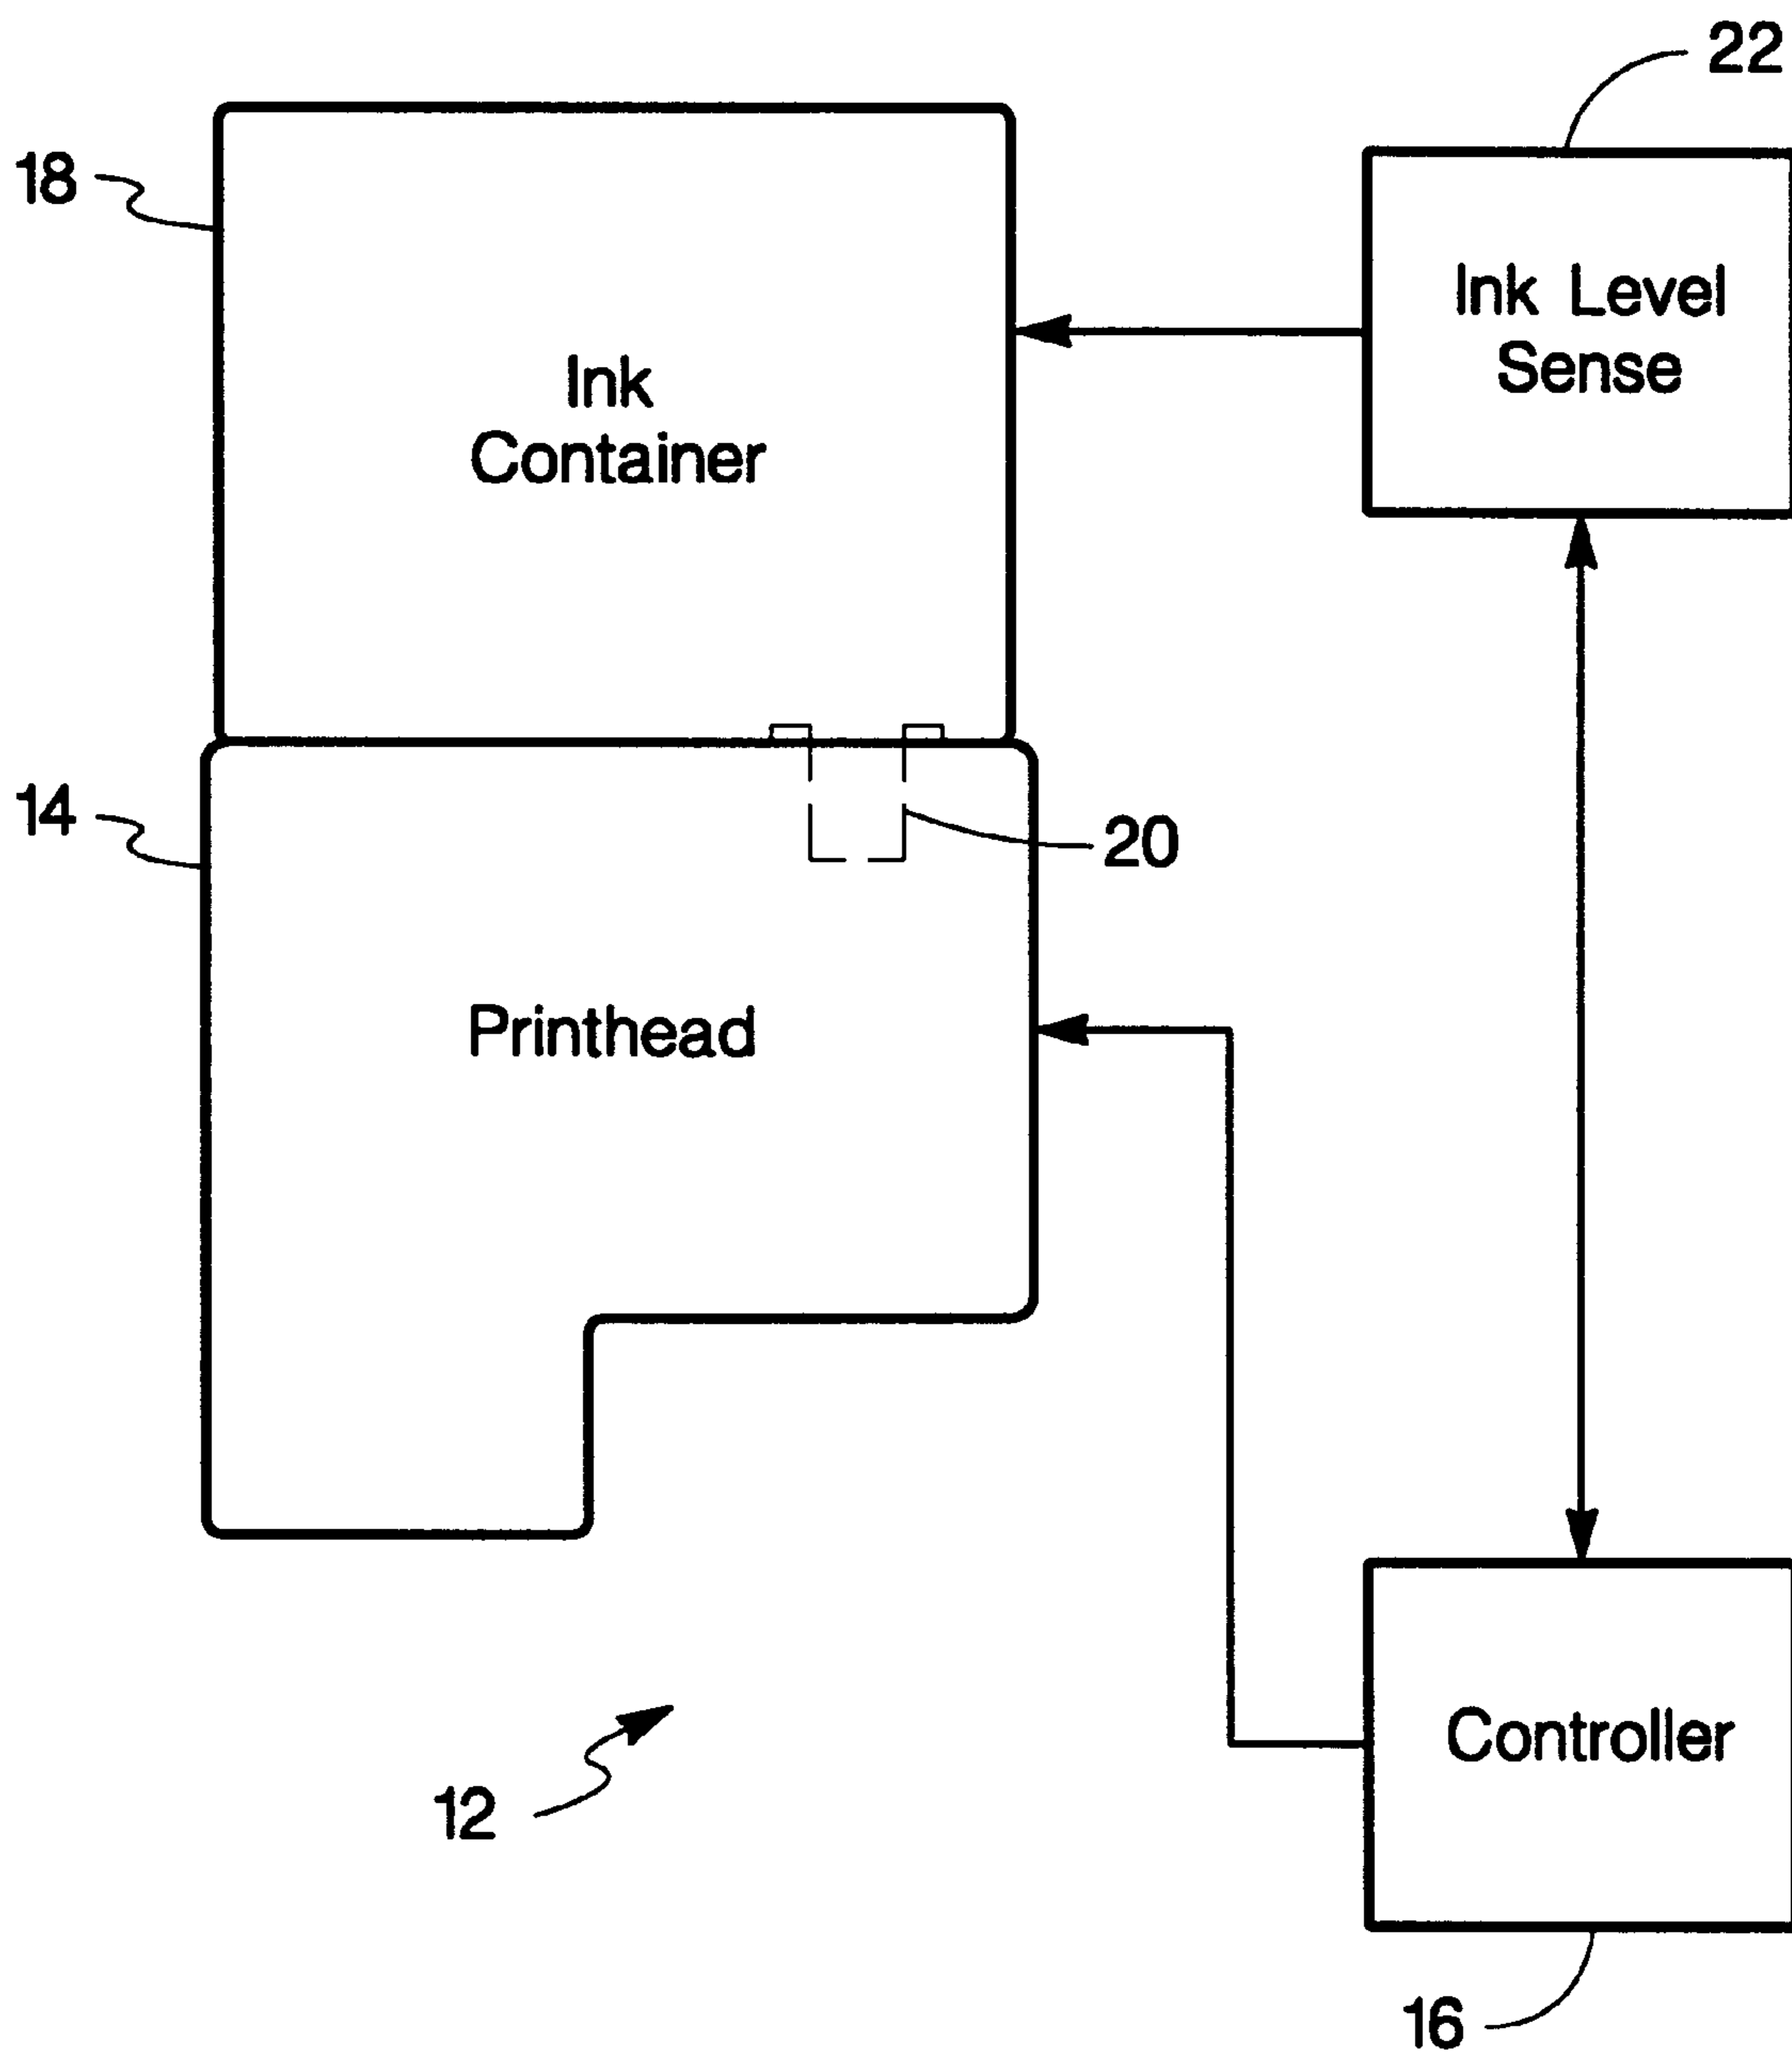 22
18
Ink Level
Sense
Ink
Container
14
20
Printhead
Controller
12
16